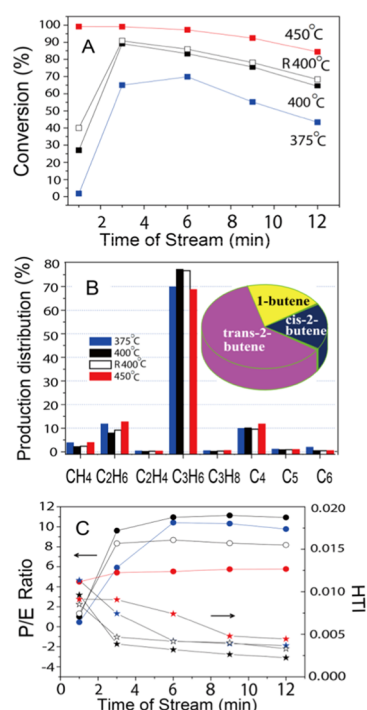 A
Conversion (%)
100
90
80
70
60
50
40
30
20
10
0
450°C
R400°C
400°C
375°C
0 2 4 6 8 10 12
Time of Stream (min)
B
Production distribution (%)
80
70
60
50
40
30
20
10
0
375°C
400°C
R400°C
450°C
1-butene
cis-2-
butene
trans-2-
butene
CH4 C2H6 C2H4 C3H6 C3H8 C4 C5 C6
C
P/E Ratio
12
10
8
6
4
2
0
-2
-4
0.020
0.015
0.010
0.005
0.000
HTI
0 2 4 6 8 10 12
Time of Stream (min)